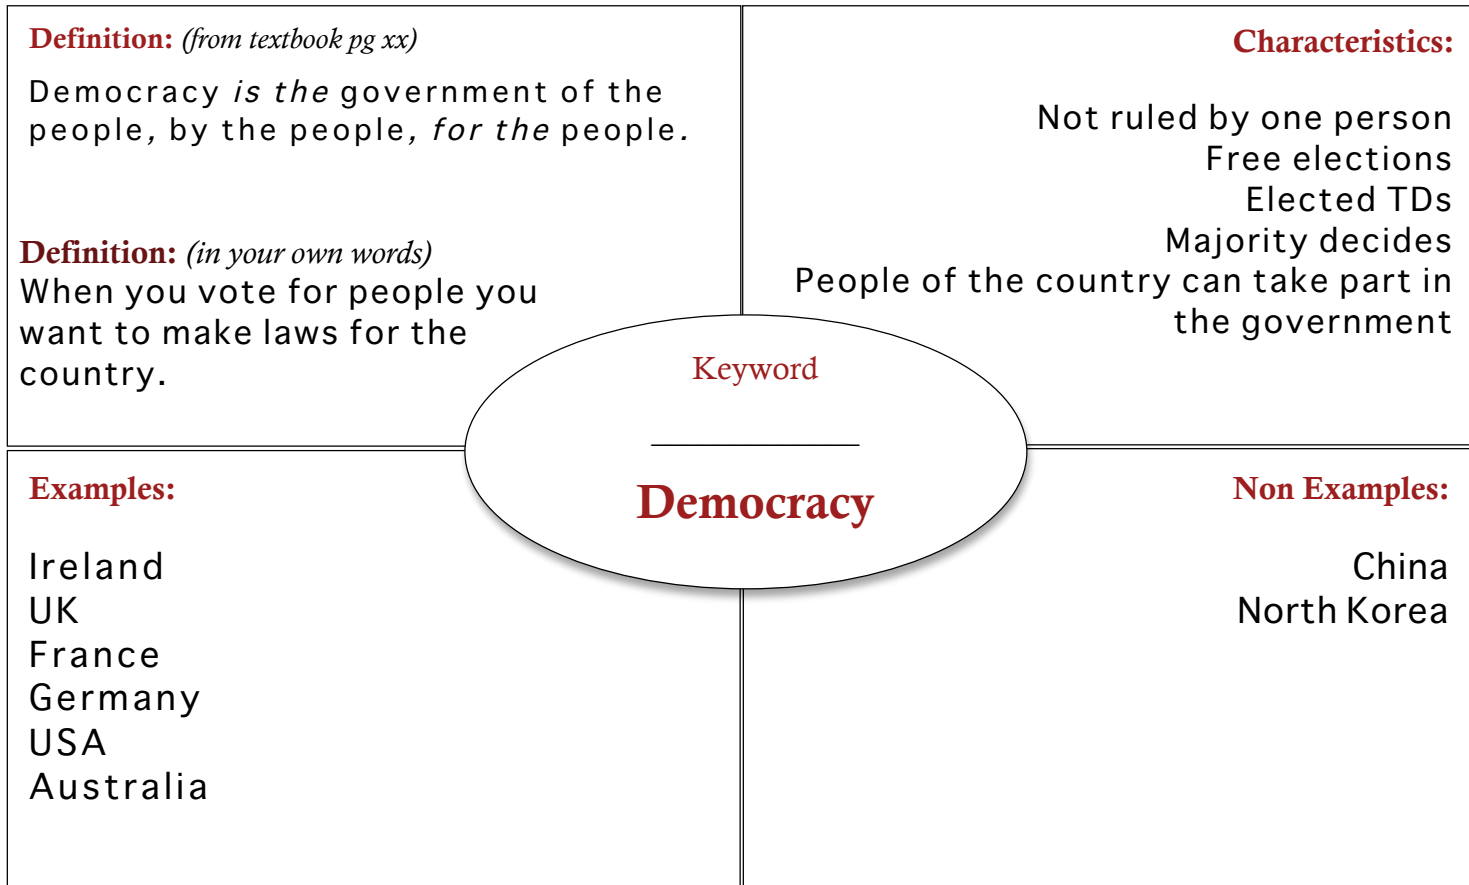 Definition: (from textbook pg xx)
Democracy is the government of the
people, by the people, for the people.
Definition: (in your own words)
When you vote for people you
want to make laws for the
country.
Characteristics:
Not ruled by one person
Free elections
Elected TDs
Majority decides
People of the country can take part in
the government
Keyword
Democracy
Examples:
Ireland
UK
France
Germany
USA
Australia
Non Examples:
China
North Korea